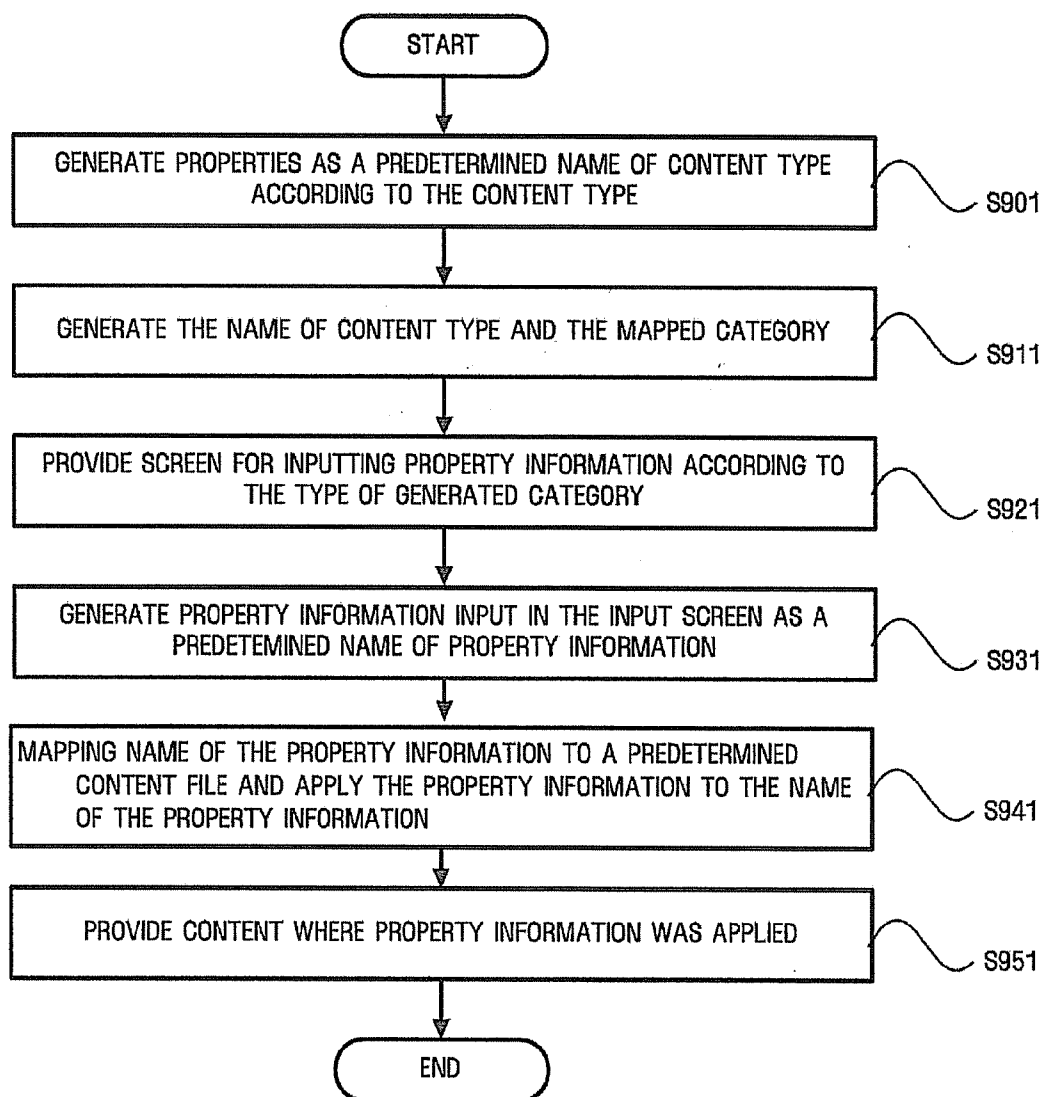 START
GENERATE PROPERTIES AS A PREDETERMINED NAME OF CONTENT TYPE
ACCORDING TO THE CONTENT TYPE
S901
GENERATE THE NAME OF CONTENT TYPE AND THE MAPPED CATEGORY
S911
PROVIDE SCREEN FOR INPUTTING PROPERTY INFORMATION ACCORDING TO
THE TYPE OF GENERATED CATEGORY
S921
GENERATE PROPERTY INFORMATION INPUT IN THE INPUT SCREEN AS A
PREDETEMINED NAME OF PROPERTY INFORMATION
S931
MAPPING NAME OF THE PROPERTY INFORMATION TO A PREDETERMINED
CONTENT FILE AND APPLY THE PROPERTY INFORMATION TO THE NAME
OF THE PROPERTY INFORMATION
S941
PROVIDE CONTENT WHERE PROPERTY INFORMATION WAS APPLIED
S951
END